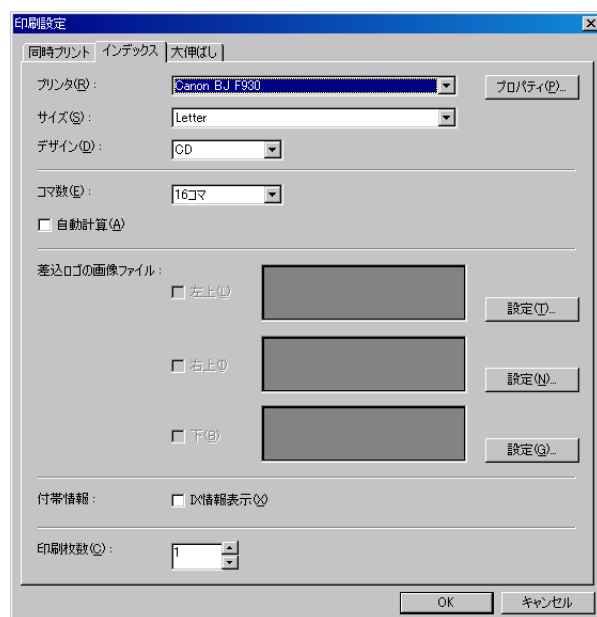 印刷設定
同時プリント インデックス 大伸ばし
プリンタ(R): Canon BJ F930 プロパティ(P)...
サイズ(S): Letter
デザイン(D): CD
コマ数(E): 16コマ
自動計算(A)
差込ロゴの画像ファイル:
左上(L)
設定(T)...
右上(I)
設定(N)...
下(B)
設定(G)...
付帯情報: IX情報表示(X)
印刷枚数(C): 1
OK キャンセル